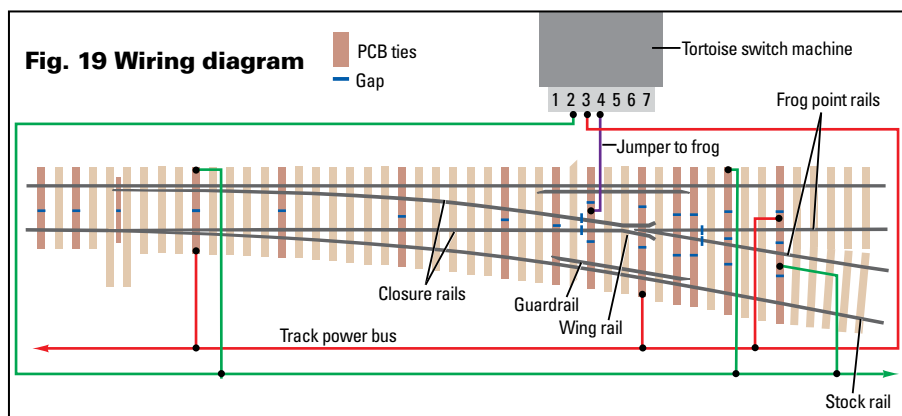 Fig. 19 Wiring diagram
PCB ties
Gap
Tortoise switch machine
1 2 3 4 5 6 7
Frog point rails
Jumper to frog
Closure rails
Guardrail
Wing rail
Track power bus
Stock rail